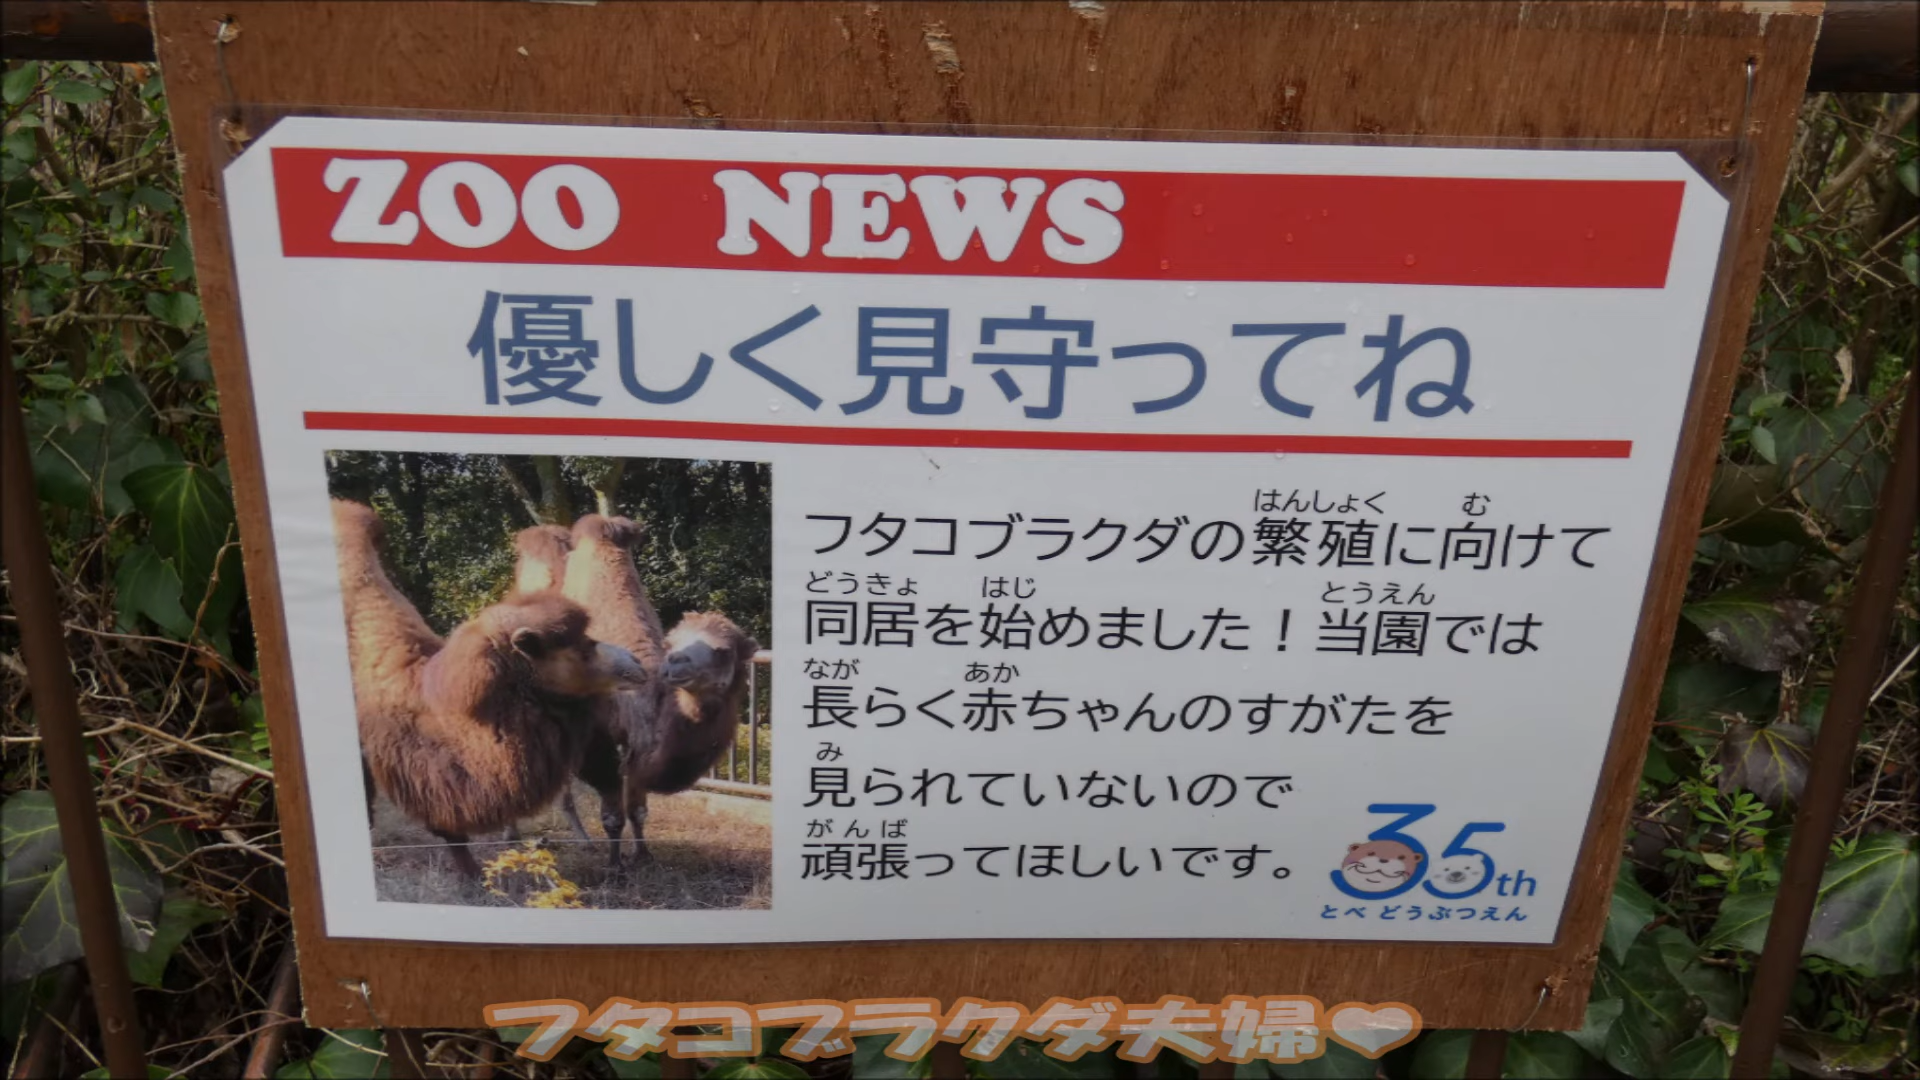 ZOO NEWS
優しく見守ってね
はんしょく む
フタコブラクダの繁殖に向けて
どうきょ はじ とうえん
同居を始めました！当園では
なが あか
長らく赤ちゃんのすがたを
み
見られていないので
がんば
頑張ってほしいです。
35th
とべ どうぶつえん
フタコブラクダ夫婦♥